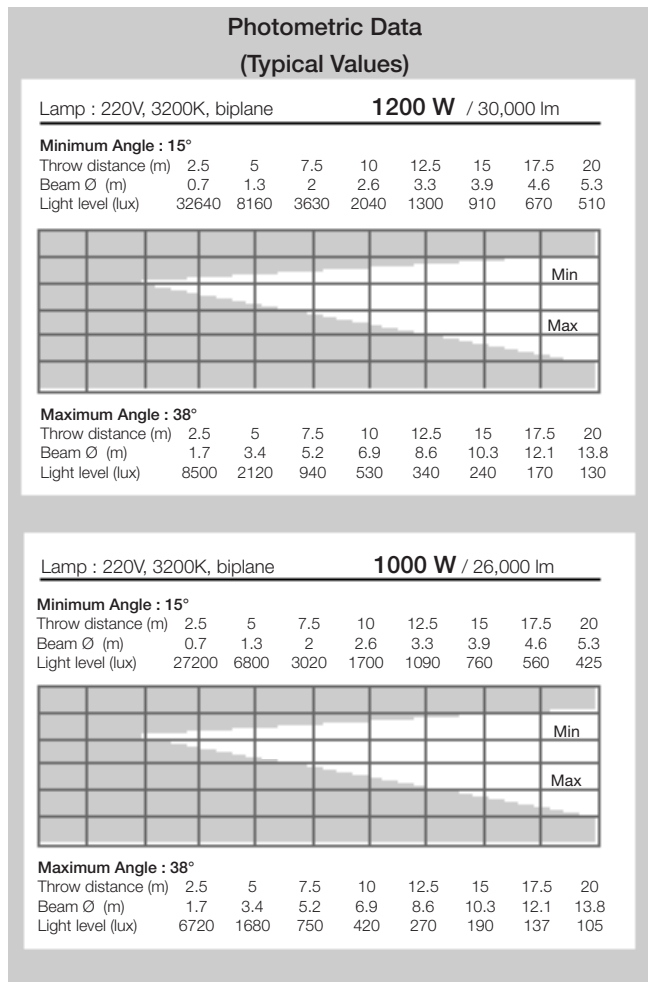 Photometric Data
(Typical Values)
Lamp : 220V, 3200K, biplane 1200 W / 30,000 lm
Minimum Angle : 15°
Throw distance (m) 2.5 5 7.5 10 12.5 15 17.5 20
Beam Ø (m) 0.7 1.3 2 2.6 3.3 3.9 4.6 5.3
Light level (lux) 32640 8160 3630 2040 1300 910 670 510
Min
Max
Maximum Angle : 38°
Throw distance (m) 2.5 5 7.5 10 12.5 15 17.5 20
Beam Ø (m) 1.7 3.4 5.2 6.9 8.6 10.3 12.1 13.8
Light level (lux) 8500 2120 940 530 340 240 170 130
Lamp : 220V, 3200K, biplane 1000 W / 26,000 lm
Minimum Angle : 15°
Throw distance (m) 2.5 5 7.5 10 12.5 15 17.5 20
Beam Ø (m) 0.7 1.3 2 2.6 3.3 3.9 4.6 5.3
Light level (lux) 27200 6800 3020 1700 1090 760 560 425
Min
Max
Maximum Angle : 38°
Throw distance (m) 2.5 5 7.5 10 12.5 15 17.5 20
Beam Ø (m) 1.7 3.4 5.2 6.9 8.6 10.3 12.1 13.8
Light level (lux) 6720 1680 750 420 270 190 137 105